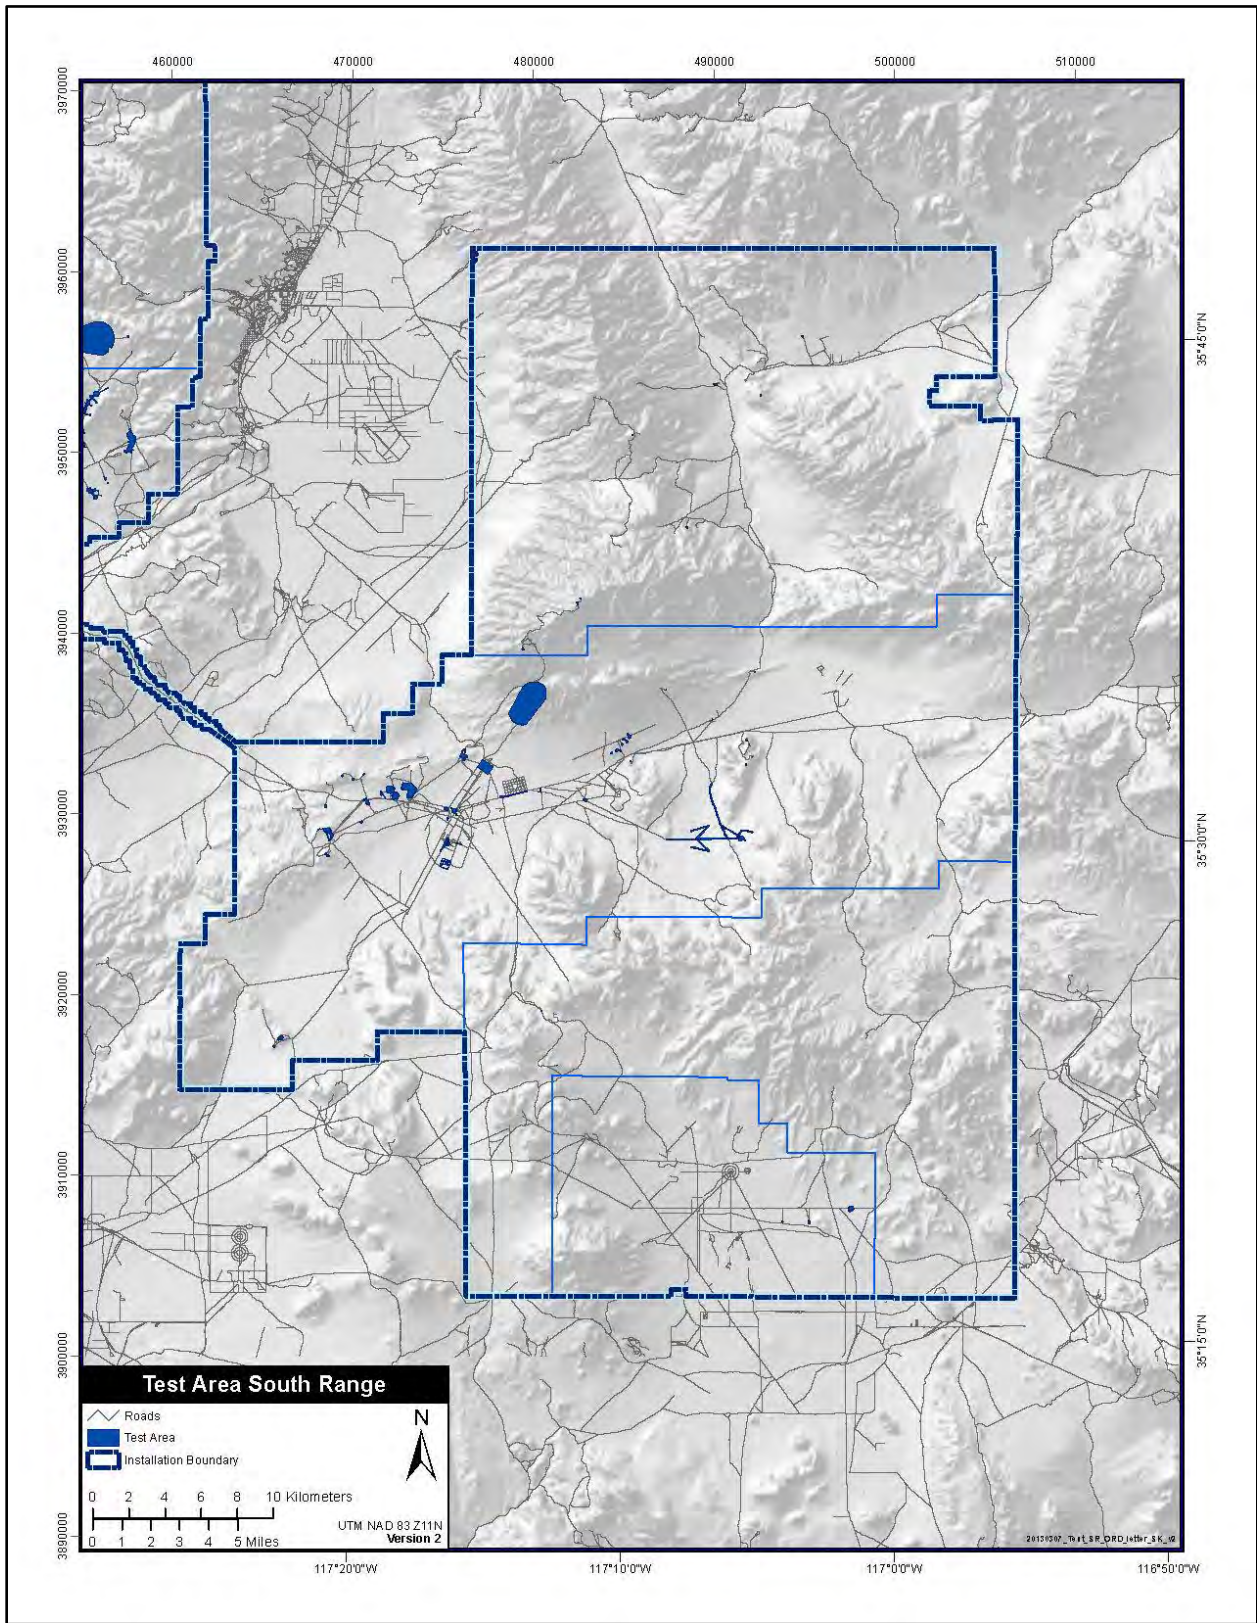 460000 470000 480000 490000 500000 510000
3970000
3960000
3950000
3940000
3930000
3920000
3910000
3900000
3890000
35°45'0"N
35°30'0"N
35°15'0"N
Test Area South Range
Roads
Test Area
Installation Boundary
N
0 2 4 6 8 10 Kilometers
0 1 2 3 4 5 Miles
UTM NAD 83 Z11N
Version 2
117°20'0"W 117°10'0"W 117°0'0"W 116°50'0"W